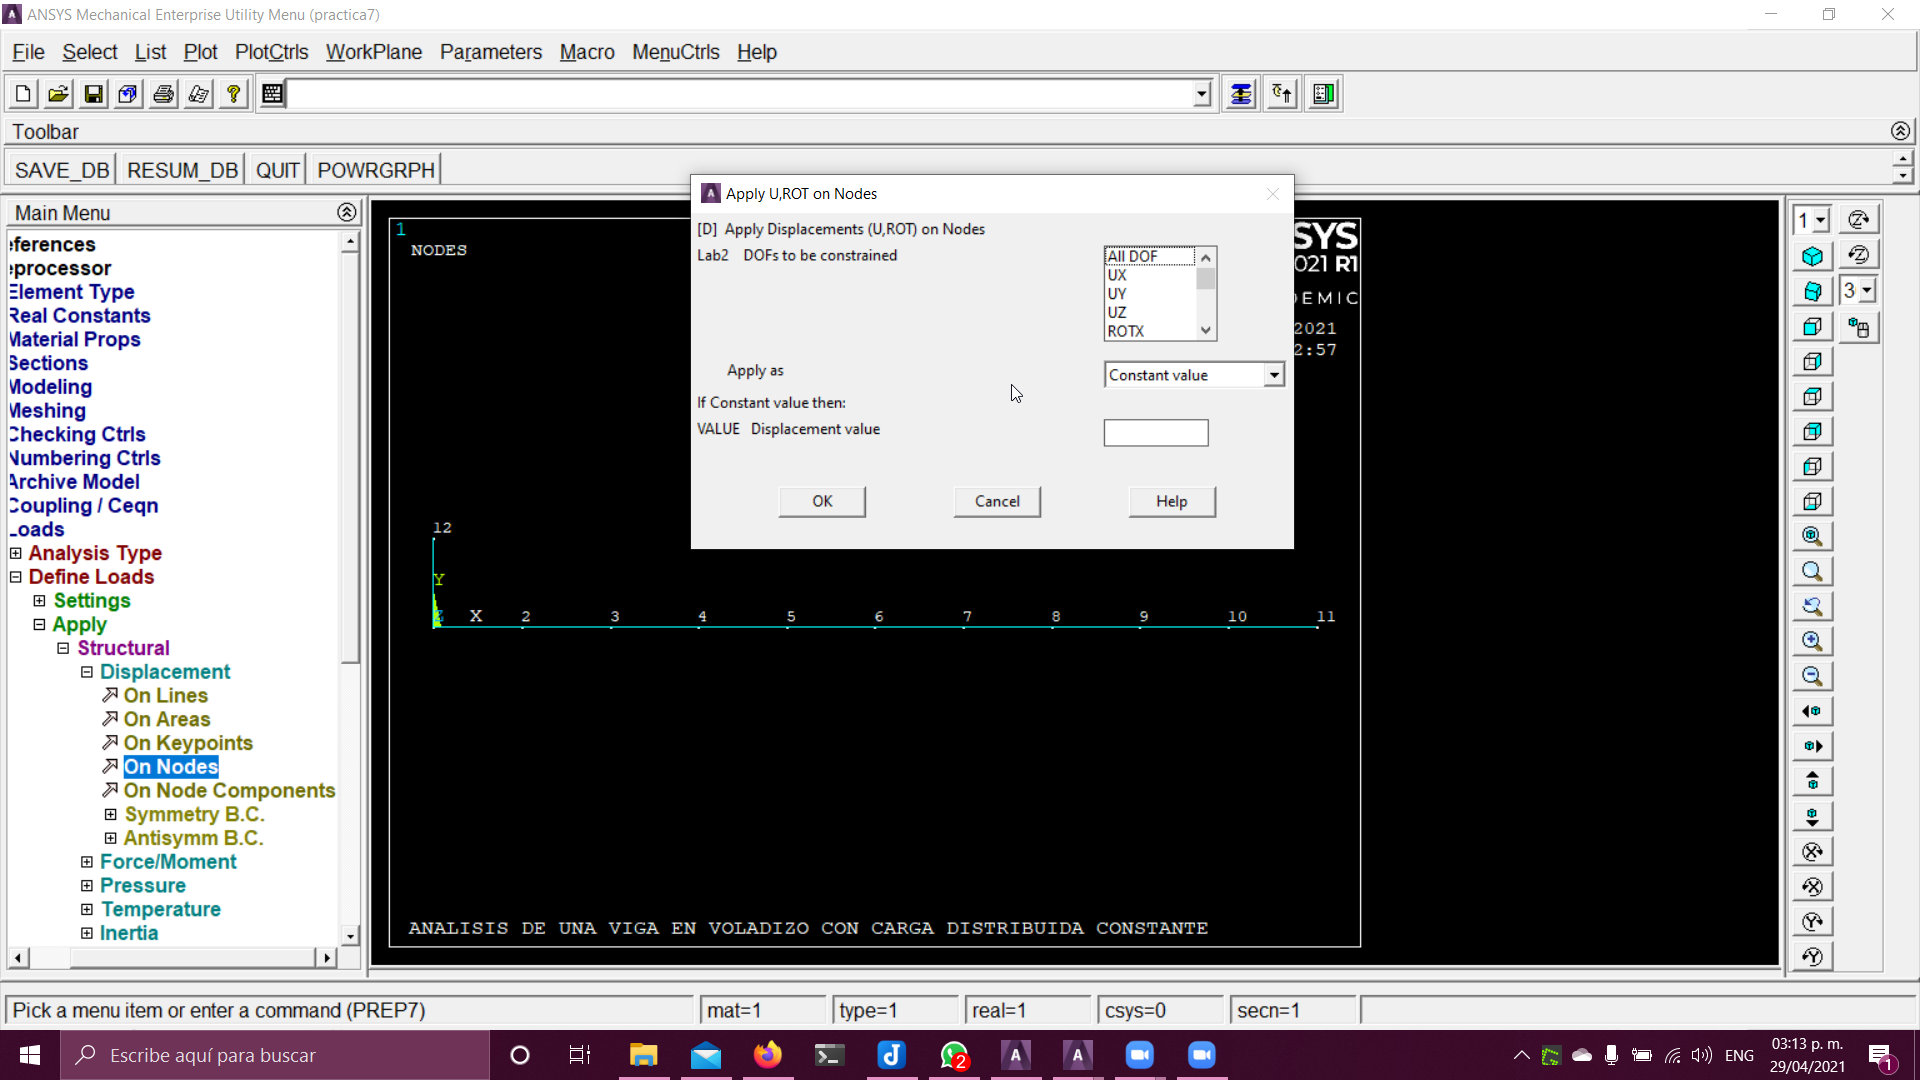 ANSYS Mechanical Enterprise Utility Menu (practica7)
File Select List Plot PlotCtrls WorkPlane Parameters Macro MenuCtrls Help
Toolbar
SAVE_DB RESUM_DB QUIT POWRGRPH
Main Menu
eferences
eprocessor
Element Type
Real Constants
Material Props
Sections
Modeling
Meshing
Checking Ctrls
Numbering Ctrls
Archive Model
Coupling / Ceqn
Loads
Analysis Type
Define Loads
Settings
Apply
Structural
Displacement
On Lines
On Areas
On Keypoints
On Nodes
On Node Components
Symmetry B.C.
Antisymm B.C.
Force/Moment
Pressure
Temperature
Inertia
1
NODES
SYS
021 R1
DEMIC
2021
2:57
Apply U,ROT on Nodes
[D] Apply Displacements (U,ROT) on Nodes
Lab2 DOFs to be constrained
All DOF
UX
UY
UZ
ROTX
Apply as
Constant value
If Constant value then:
VALUE Displacement value
OK Cancel Help
12
Y
X 2 3 4 5 6 7 8 9 10 11
ANALISIS DE UNA VIGA EN VOLADIZO CON CARGA DISTRIBUIDA CONSTANTE
1
3
Pick a menu item or enter a command (PREP7) mat=1 type=1 real=1 csys=0 secn=1
Escribe aquí para buscar
2
ENG
03:13 p. m.
29/04/2021
1